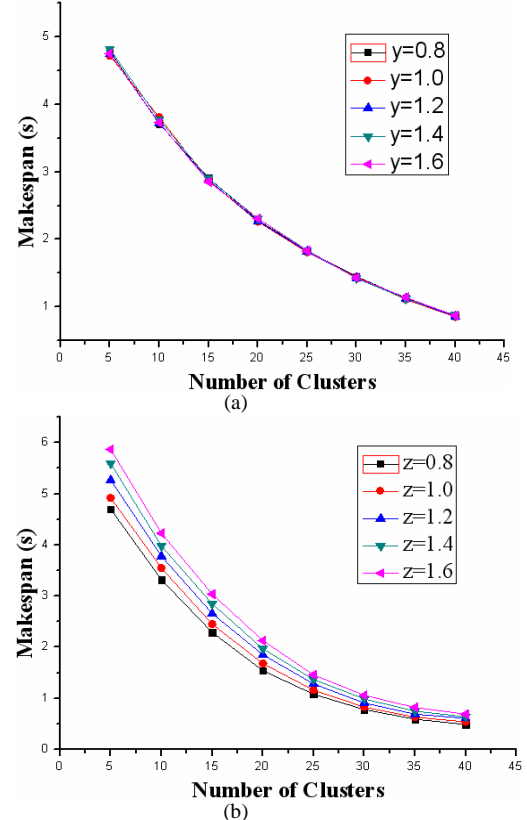 5
4
3
2
1
Makespan (s)
y=0.8
y=1.0
y=1.2
y=1.4
y=1.6
0 5 10 15 20 25 30 35 40 45
Number of Clusters
(a)
6
5
4
3
2
1
0
Makespan (s)
z=0.8
z=1.0
z=1.2
z=1.4
z=1.6
0 5 10 15 20 25 30 35 40 45
Number of Clusters
(b)